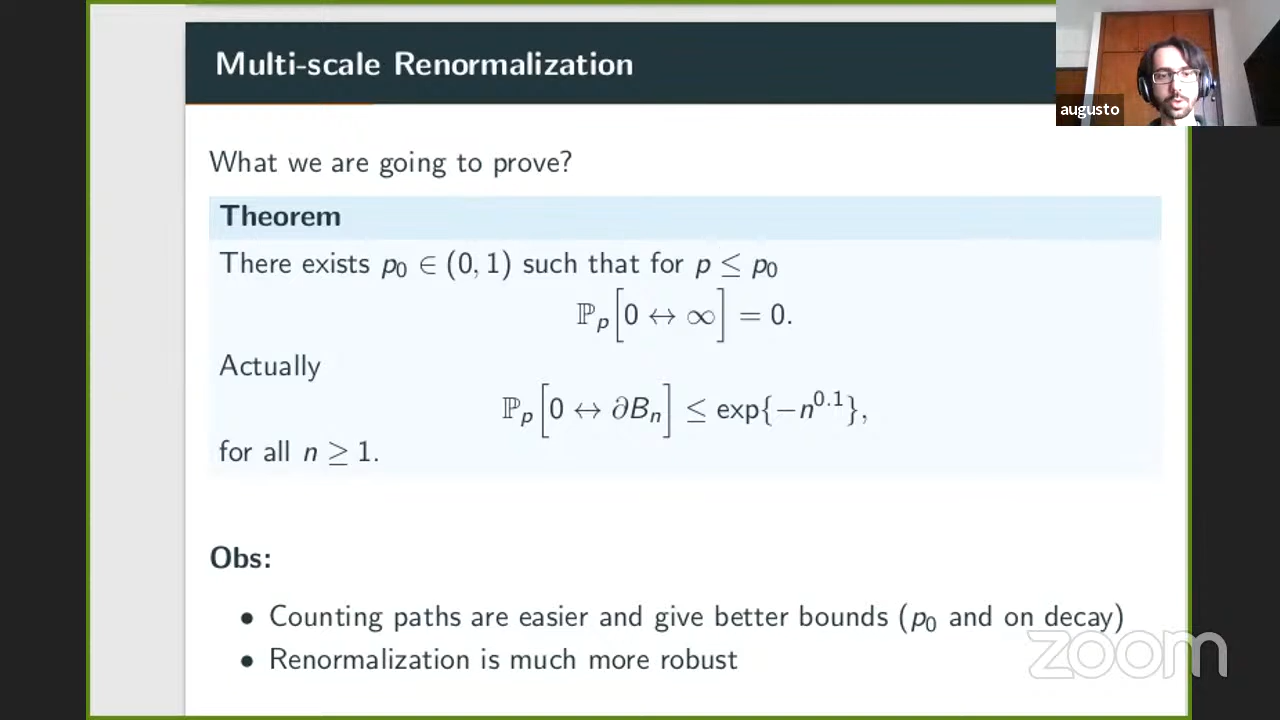 Multi-scale Renormalization
augusto
What we are going to prove?
Theorem
There exists p₀ ∈ (0, 1) such that for p ≤ p₀
ℙₚ[0 ↔ ∞] = 0.
Actually
ℙₚ[0 ↔ ∂Bₙ] ≤ exp{−n^{0.1}},
for all n ≥ 1.
Obs:
• Counting paths are easier and give better bounds (p₀ and on decay)
• Renormalization is much more robust
zoom